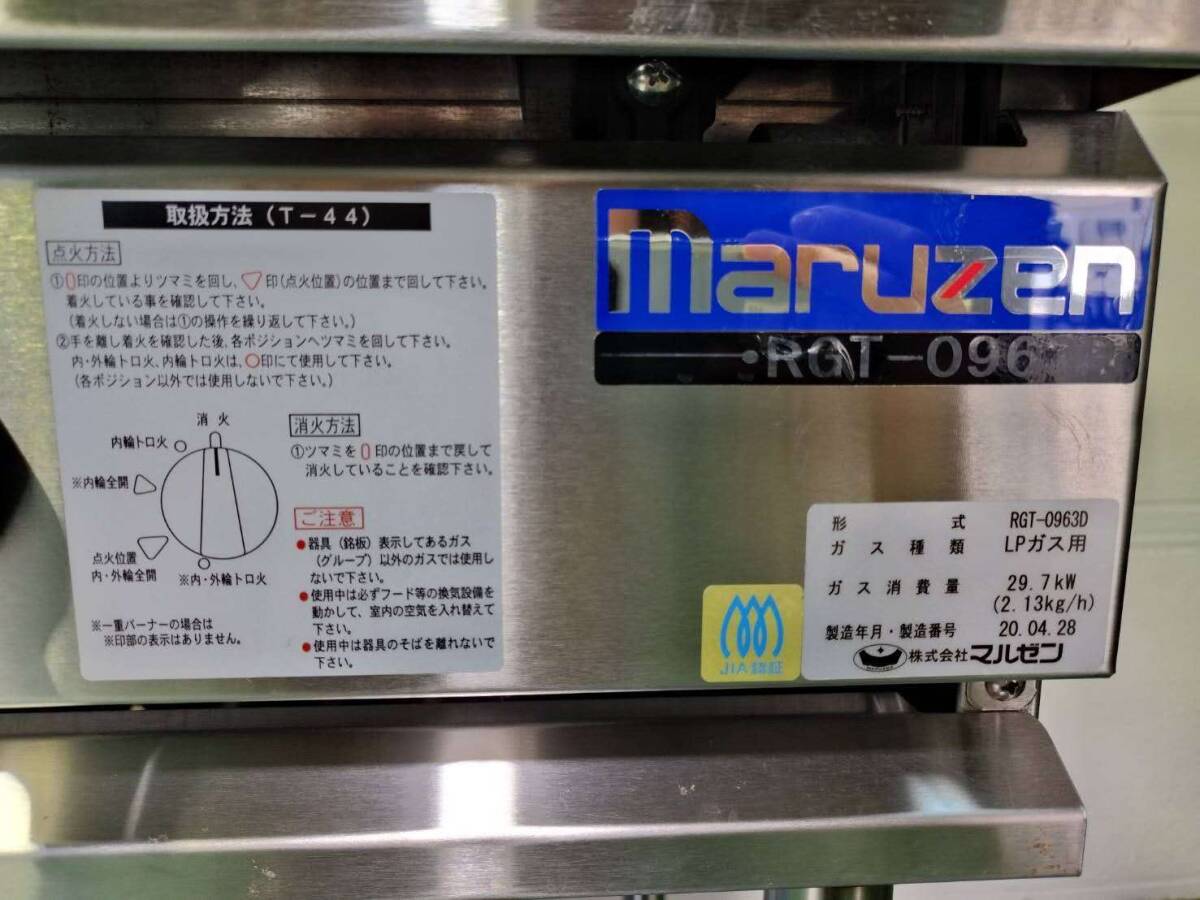 取扱方法(T-44)
点火方法
①0印の位置よりツマミを回し、▽印(点火位置)の位置まで回して下さい。
着火している事を確認して下さい。
(着火しない場合は①の操作を繰り返して下さい。)
②手を離し着火を確認した後、各ポジションへツマミを回して下さい。
内・外輪トロ火、内輪トロ火は、○印にて使用して下さい。
(各ポジション以外では使用しないで下さい。)
消火
内輪トロ火
※内輪全開
点火位置
内・外輪全開
※内・外輪トロ火
※一重バーナーの場合は
※印部の表示はありません。
消火方法
①ツマミを0印の位置まで戻して
消火していることを確認下さい。
ご注意
●器具(銘板)表示してあるガス
(グループ)以外のガスでは使用し
ないで下さい。
●使用中は必ずフード等の換気設備を
動かして、室内の空気を入れ替えて
下さい。
●使用中は器具のそばを離れないで
下さい。
maruzen
・RGT-096
JIA認証
形式 RGT-0963D
ガス種類 LPガス用
ガス消費量 29.7kW
(2.13kg/h)
製造年月・製造番号 20.04.28
株式会社マルゼン